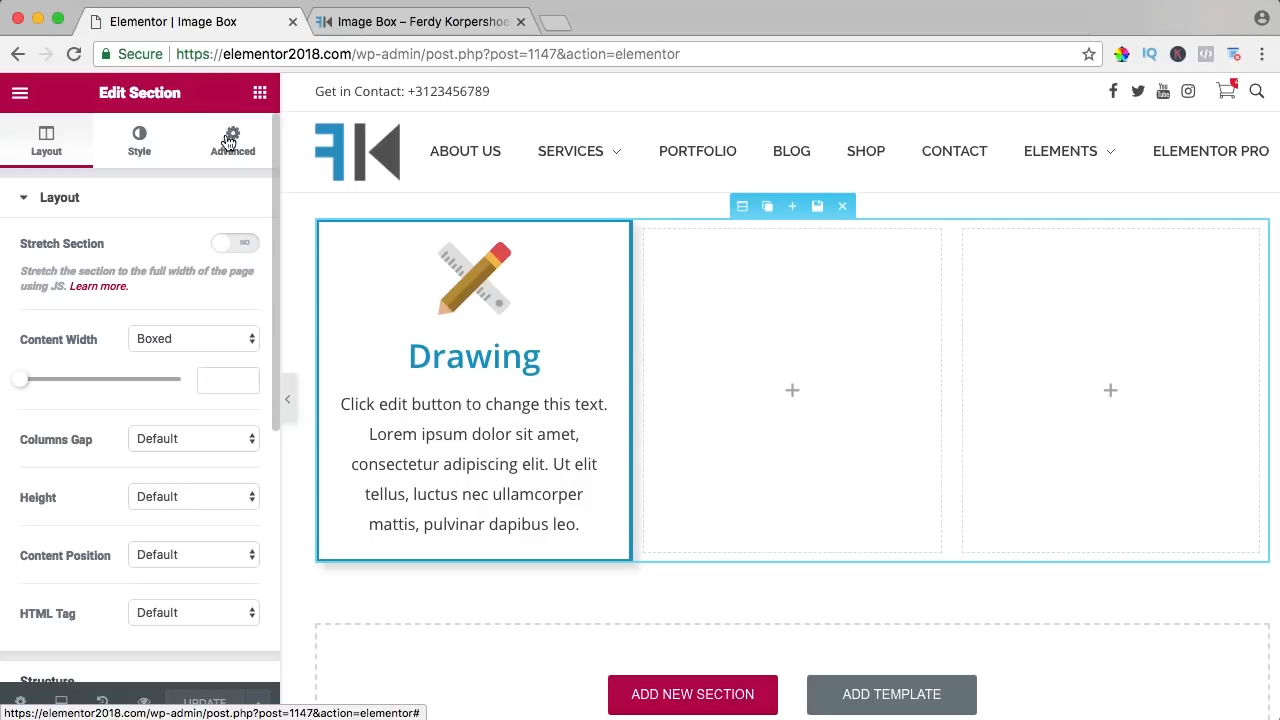 Elementor | Image Box
Image Box – Ferdy Korpershoe
Secure
https://elementor2018.com/wp-admin/post.php?post=1147&action=elementor
Edit Section
Get in Contact: +3123456789
4
Layout
Style
Advanced
FK
ABOUT US
SERVICES
PORTFOLIO
BLOG
SHOP
CONTACT
ELEMENTS
ELEMENTOR PRO
Layout
Stretch Section
NO
Stretch the section to the full width of the page
using JS. Learn more.
Content Width
Boxed
Columns Gap
Default
Height
Default
Content Position
Default
HTML Tag
Default
Structure
UPDATE
https://elementor2018.com/wp-admin/post.php?post=1147&action=elementor#
Drawing
Click edit button to change this text.
Lorem ipsum dolor sit amet,
consectetur adipiscing elit. Ut elit
tellus, luctus nec ullamcorper
mattis, pulvinar dapibus leo.
ADD NEW SECTION
ADD TEMPLATE